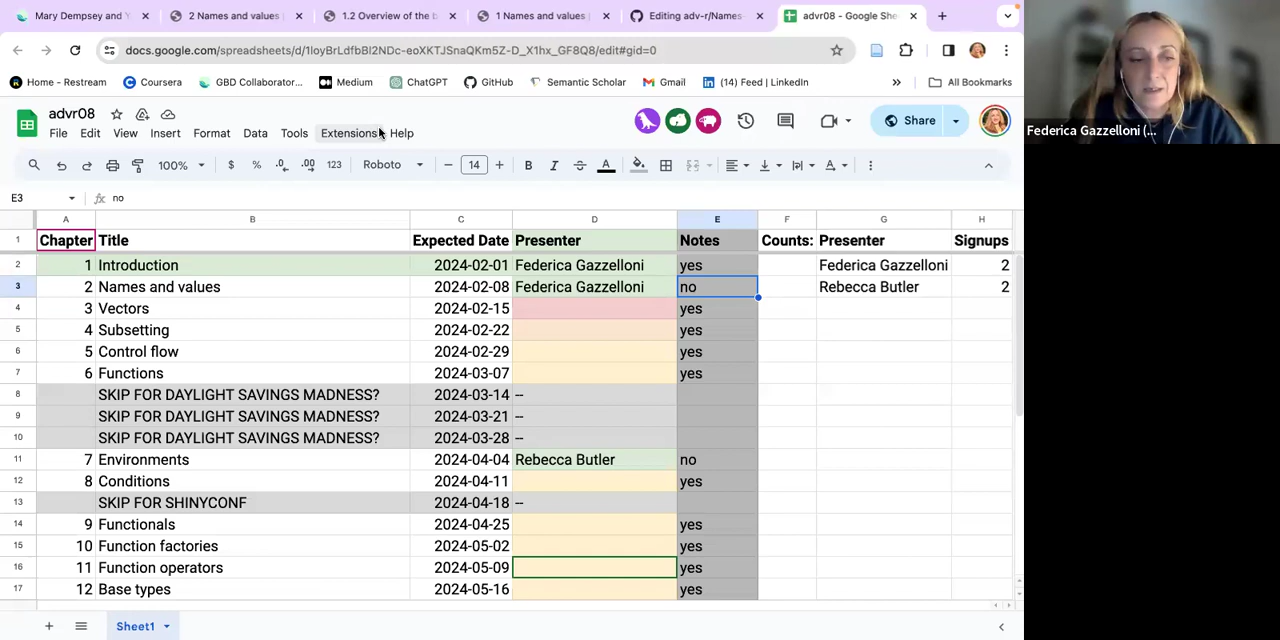 Mary Dempsey and Y
2 Names and values
1.2 Overview of the b
1 Names and values
Editing adv-r/Names
advr08 - Google Sheets
docs.google.com/spreadsheets/d/1loyBrLdfbBl2NDc-eoXKTJSnaQKm5Z-D_X1hx_GF8Q8/edit#gid=0
Home - Restream
Coursera
GBD Collaborator...
Medium
ChatGPT
GitHub
Semantic Scholar
Gmail
(14) Feed | LinkedIn
»
All Bookmarks
advr08
File Edit View Insert Format Data Tools Extensions Help
Share
100% $ % .0 .00 123 Roboto 14 B I A
E3 fx no
A B C D E F G H
1 Chapter Title Expected Date Presenter Notes Counts: Presenter Signups
2 1 Introduction 2024-02-01 Federica Gazzelloni yes Federica Gazzelloni 2
3 2 Names and values 2024-02-08 Federica Gazzelloni no Rebecca Butler 2
4 3 Vectors 2024-02-15 yes
5 4 Subsetting 2024-02-22 yes
6 5 Control flow 2024-02-29 yes
7 6 Functions 2024-03-07 yes
8 SKIP FOR DAYLIGHT SAVINGS MADNESS? 2024-03-14 --
9 SKIP FOR DAYLIGHT SAVINGS MADNESS? 2024-03-21 --
10 SKIP FOR DAYLIGHT SAVINGS MADNESS? 2024-03-28 --
11 7 Environments 2024-04-04 Rebecca Butler no
12 8 Conditions 2024-04-11 yes
13 SKIP FOR SHINYCONF 2024-04-18 --
14 9 Functionals 2024-04-25 yes
15 10 Function factories 2024-05-02 yes
16 11 Function operators 2024-05-09 yes
17 12 Base types 2024-05-16 yes
Sheet1
Federica Gazzelloni (...